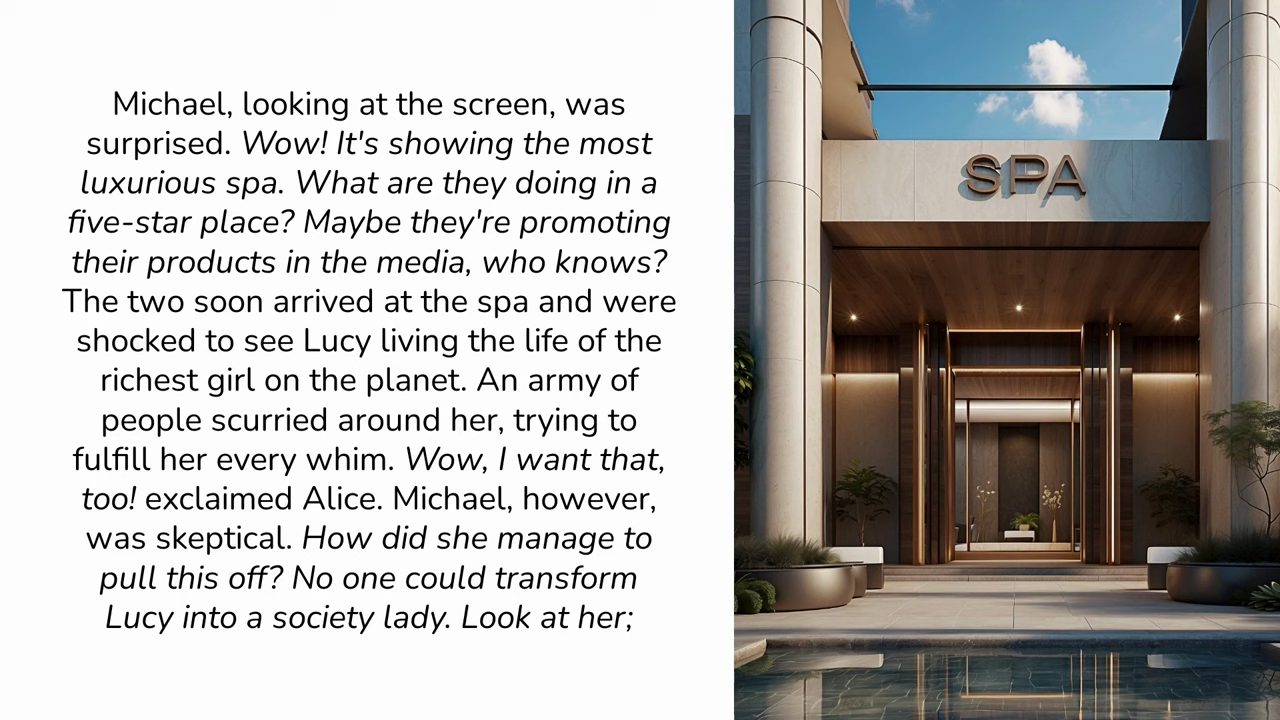 Michael, looking at the screen, was
surprised. Wow! It's showing the most
luxurious spa. What are they doing in a
five-star place? Maybe they're promoting
their products in the media, who knows?
The two soon arrived at the spa and were
shocked to see Lucy living the life of the
richest girl on the planet. An army of
people scurried around her, trying to
fulfill her every whim. Wow, I want that,
too! exclaimed Alice. Michael, however,
was skeptical. How did she manage to
pull this off? No one could transform
Lucy into a society lady. Look at her;
SPA